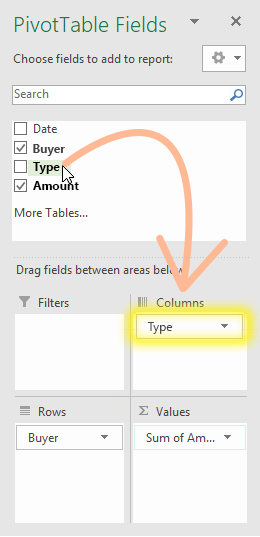 PivotTable Fields
Choose fields to add to report:
Search
Date
Buyer
Type
Amount
More Tables...
Drag fields between areas belo
Filters
Columns
Type
Rows
Values
Buyer
Sum of Am...